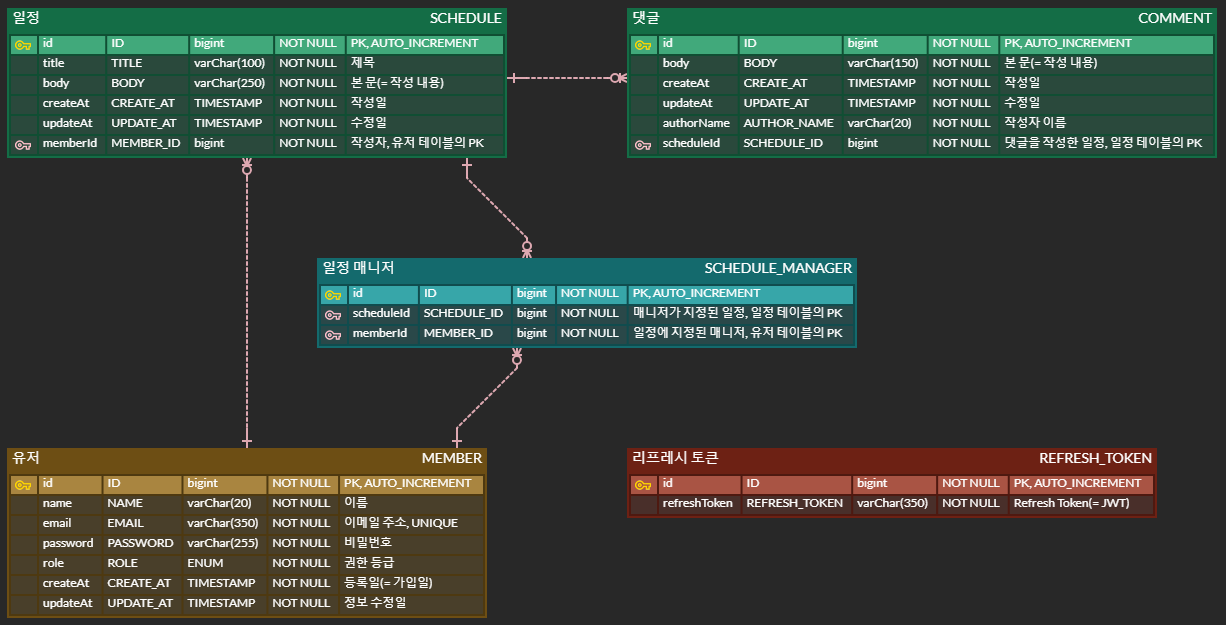 일정 SCHEDULE
id ID bigint NOT NULL PK, AUTO_INCREMENT
title TITLE varChar(100) NOT NULL 제목
body BODY varChar(250) NOT NULL 본 문(= 작성 내용)
createAt CREATE_AT TIMESTAMP NOT NULL 작성일
updateAt UPDATE_AT TIMESTAMP NOT NULL 수정일
memberId MEMBER_ID bigint NOT NULL 작성자, 유저 테이블의 PK
댓글 COMMENT
id ID bigint NOT NULL PK, AUTO_INCREMENT
body BODY varChar(150) NOT NULL 본 문(= 작성 내용)
createAt CREATE_AT TIMESTAMP NOT NULL 작성일
updateAt UPDATE_AT TIMESTAMP NOT NULL 수정일
authorName AUTHOR_NAME varChar(20) NOT NULL 작성자 이름
scheduleId SCHEDULE_ID bigint NOT NULL 댓글을 작성한 일정, 일정 테이블의 PK
일정 매니저 SCHEDULE_MANAGER
id ID bigint NOT NULL PK, AUTO_INCREMENT
scheduleId SCHEDULE_ID bigint NOT NULL 매니저가 지정된 일정, 일정 테이블의 PK
memberId MEMBER_ID bigint NOT NULL 일정에 지정된 매니저, 유저 테이블의 PK
유저 MEMBER
id ID bigint NOT NULL PK, AUTO_INCREMENT
name NAME varChar(20) NOT NULL 이름
email EMAIL varChar(350) NOT NULL 이메일 주소, UNIQUE
password PASSWORD varChar(255) NOT NULL 비밀번호
role ROLE ENUM NOT NULL 권한 등급
createAt CREATE_AT TIMESTAMP NOT NULL 등록일(= 가입일)
updateAt UPDATE_AT TIMESTAMP NOT NULL 정보 수정일
리프레시 토큰 REFRESH_TOKEN
id ID bigint NOT NULL PK, AUTO_INCREMENT
refreshToken REFRESH_TOKEN varChar(350) NOT NULL Refresh Token(= JWT)